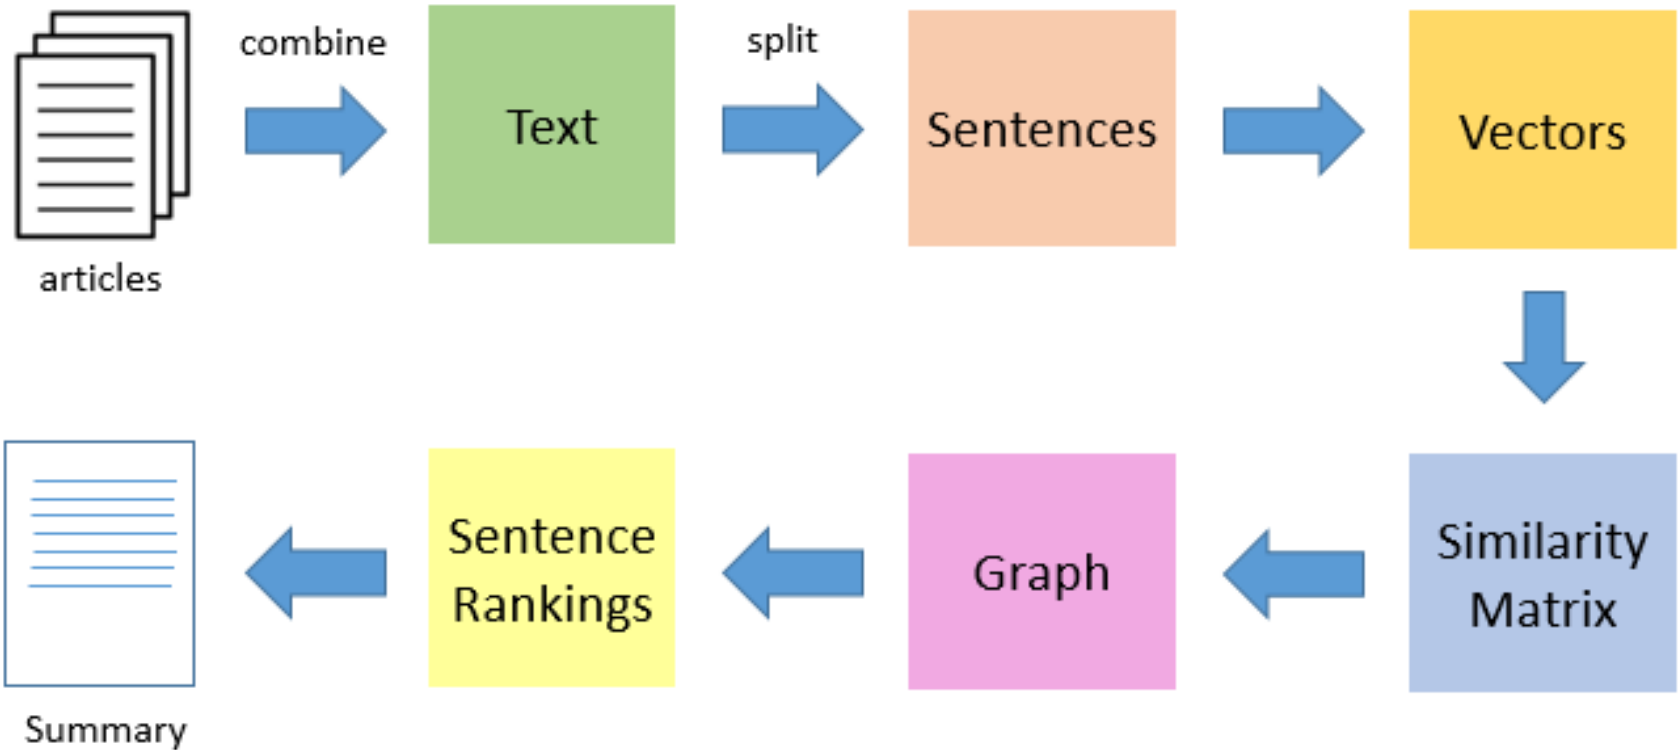 combine
split
Text
Sentences
Vectors
articles
Similarity
Matrix
Graph
Sentence
Rankings
Summary